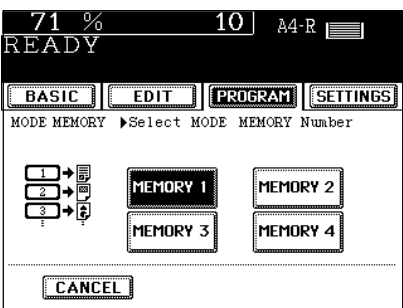 71 % 10 A4-R
READY
BASIC EDIT PROGRAM SETTINGS
MODE MEMORY ▶Select MODE MEMORY Number
1
2
3
MEMORY 1 MEMORY 2
MEMORY 3 MEMORY 4
CANCEL